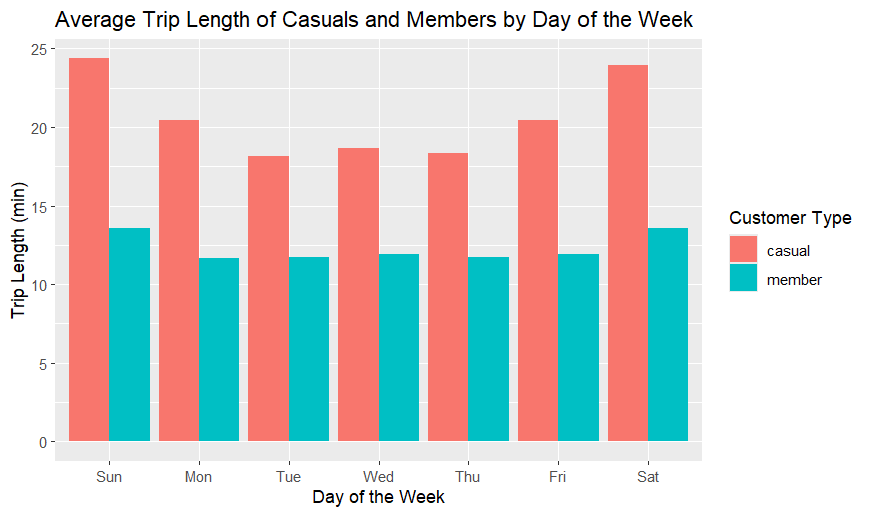 Average Trip Length of Casuals and Members by Day of the Week
Trip Length (min)
25
20
15
10
5
0
Sun Mon Tue Wed Thu Fri Sat
Day of the Week
Customer Type
casual
member